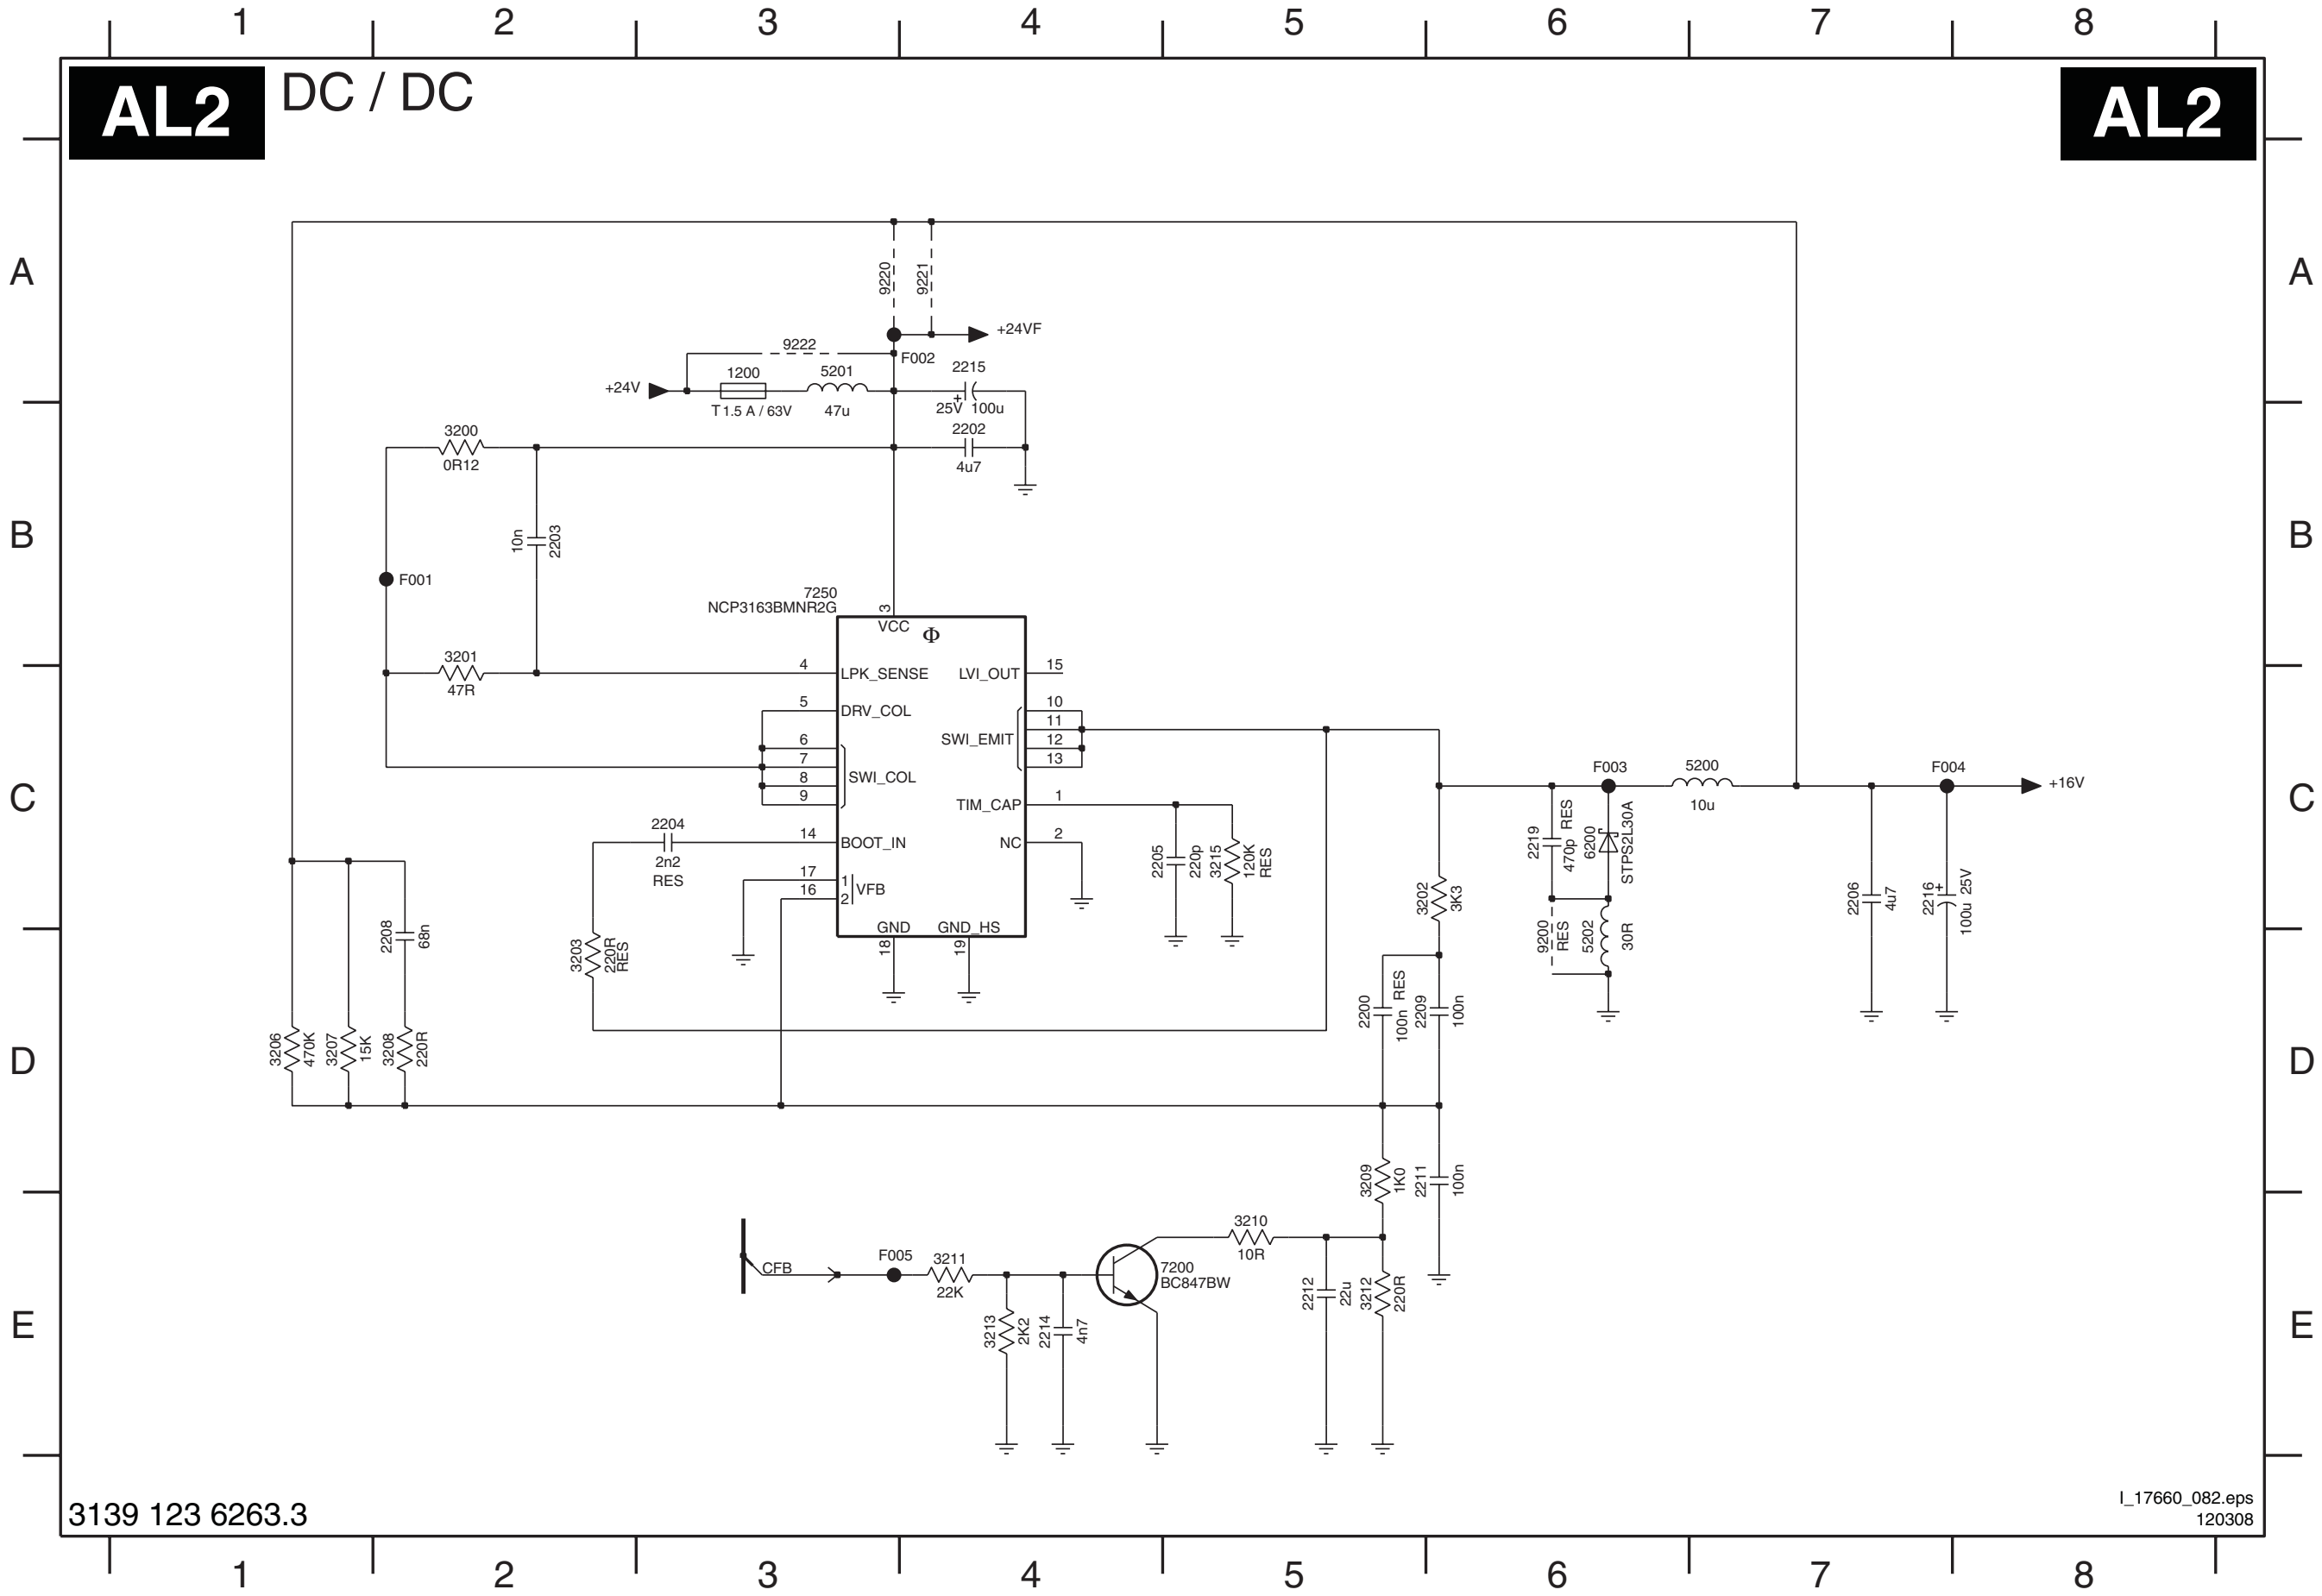 1 2 3 4 5 6 7 8
AL2
DC / DC
AL2
A
A
9220
9221
+24VF
9222
F002
+24V
1200
T 1.5 A / 63V
5201
47u
2215
+
25V 100u
2202
4u7
3200
0R12
B
B
10n
2203
F001
7250
NCP3163BMNR2G
3
VCC
Φ
3201
47R
4
LPK_SENSE
LVI_OUT
15
5
DRV_COL
6
7
8
9
SWI_COL
10
11
12
13
SWI_EMIT
TIM_CAP
1
NC
2
14
BOOT_IN
17
16
1
2
VFB
GND
GND_HS
18
19
C
C
2204
2n2
RES
2205
220p
3215
120K
RES
3202
3K3
F003
5200
10u
F004
+16V
2219
470p
RES
6200
STPS2L30A
2206
4u7
2216
+
100u 25V
9200
RES
5202
30R
2208
68n
3203
220R
RES
2200
100n
RES
2209
100n
D
D
3206
470K
3207
15K
3208
220R
3209
1K0
2211
100n
CFB
F005
3211
22K
3210
10R
7200
BC847BW
3213
2K2
2214
4n7
2212
22u
3212
220R
E
E
3139 123 6263.3
I_17660_082.eps
120308
1 2 3 4 5 6 7 8